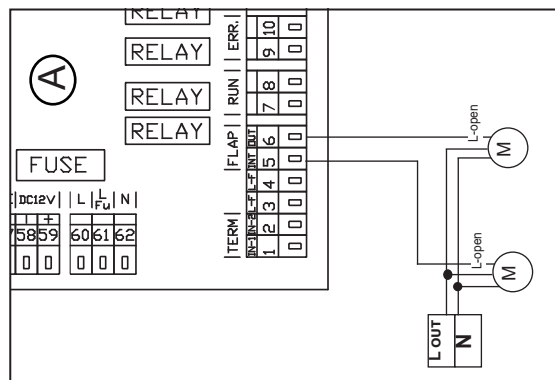 RELAY
RELAY
RELAY
RELAY
A
FUSE
DC12V
L
L
Fu
N
-
+
58
59
60
61
62
ERR.
RUN
FLAP
TERM
10
9
8
7
OUT
6
INT
5
L-F
4
L-F
3
IN-2
2
IN-1
1
L-open
M
L-open
M
L OUT
N